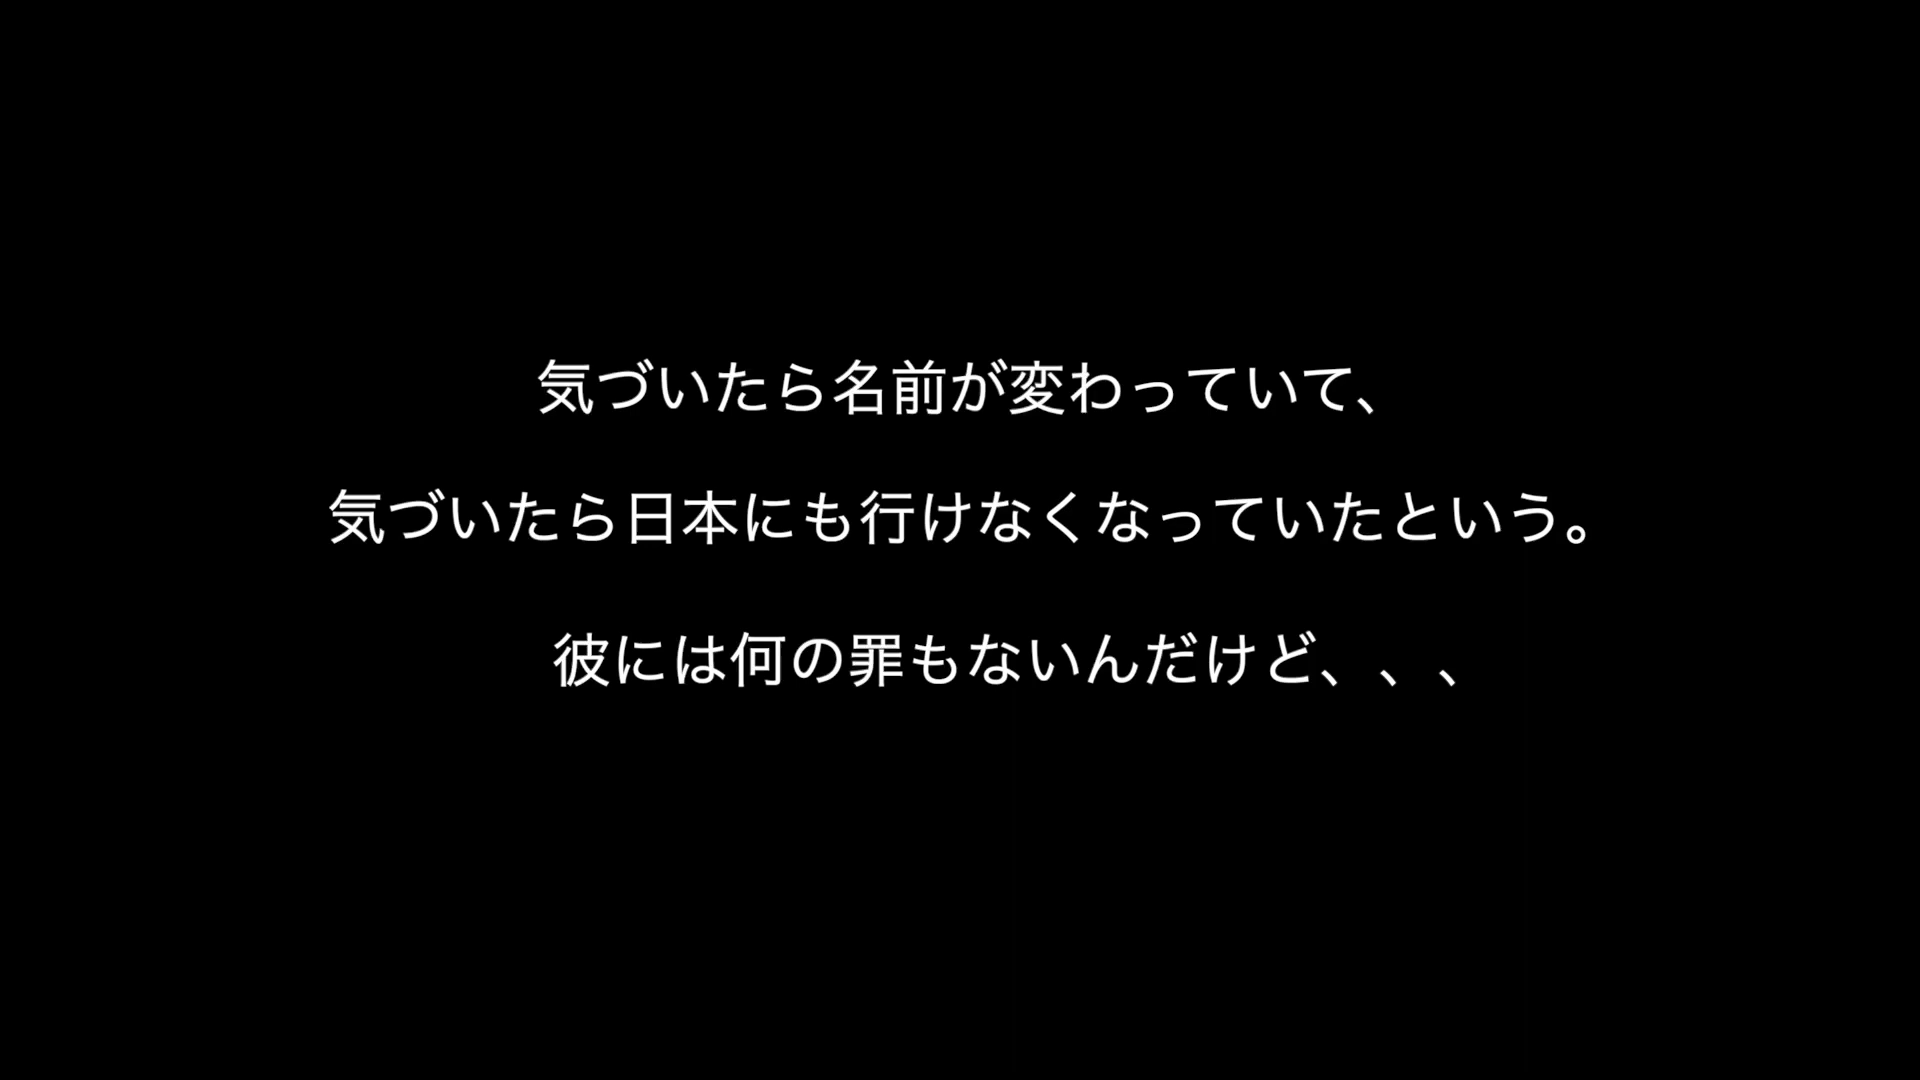 気づいたら名前が変わっていて、
気づいたら日本にも行けなくなっていたという。
彼には何の罪もないんだけど、、、